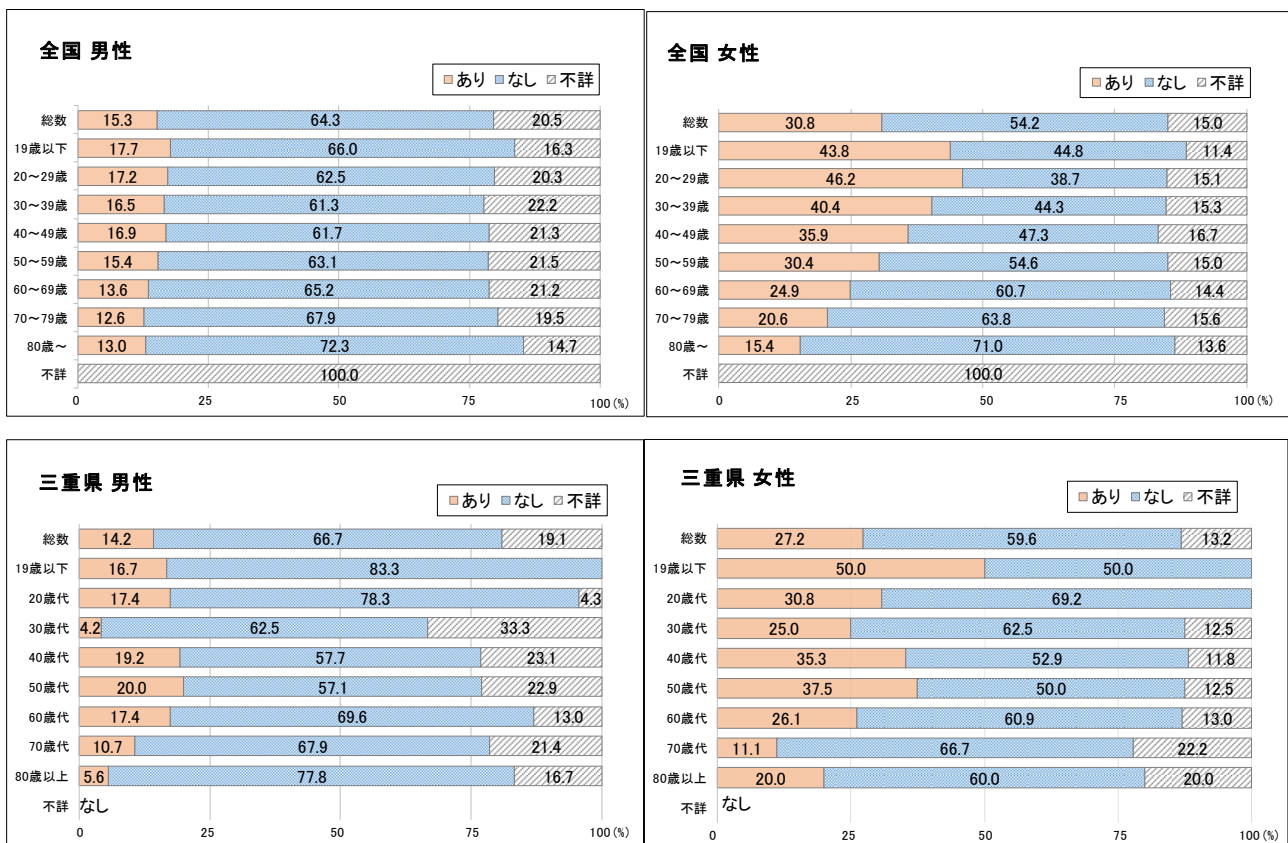 全国 男性
あり なし 不詳
総数 15.3 64.3 20.5
19歳以下 17.7 66.0 16.3
20～29歳 17.2 62.5 20.3
30～39歳 16.5 61.3 22.2
40～49歳 16.9 61.7 21.3
50～59歳 15.4 63.1 21.5
60～69歳 13.6 65.2 21.2
70～79歳 12.6 67.9 19.5
80歳～ 13.0 72.3 14.7
不詳 100.0
0 25 50 75 100 (%)
全国 女性
あり なし 不詳
総数 30.8 54.2 15.0
19歳以下 43.8 44.8 11.4
20～29歳 46.2 38.7 15.1
30～39歳 40.4 44.3 15.3
40～49歳 35.9 47.3 16.7
50～59歳 30.4 54.6 15.0
60～69歳 24.9 60.7 14.4
70～79歳 20.6 63.8 15.6
80歳～ 15.4 71.0 13.6
不詳 100.0
0 25 50 75 100 (%)
三重県 男性
あり なし 不詳
総数 14.2 66.7 19.1
19歳以下 16.7 83.3
20歳代 17.4 78.3 4.3
30歳代 4.2 62.5 33.3
40歳代 19.2 57.7 23.1
50歳代 20.0 57.1 22.9
60歳代 17.4 69.6 13.0
70歳代 10.7 67.9 21.4
80歳以上 5.6 77.8 16.7
不詳 なし
0 25 50 75 100 (%)
三重県 女性
あり なし 不詳
総数 27.2 59.6 13.2
19歳以下 50.0 50.0
20歳代 30.8 69.2
30歳代 25.0 62.5 12.5
40歳代 35.3 52.9 11.8
50歳代 37.5 50.0 12.5
60歳代 26.1 60.9 13.0
70歳代 11.1 66.7 22.2
80歳以上 20.0 60.0 20.0
不詳 なし
0 25 50 75 100 (%)